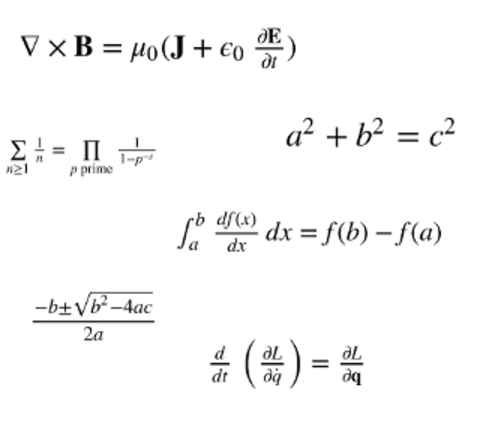 ∇ × B = μ₀(J + ϵ₀ ∂E/∂t)
a² + b² = c²
∑_{n≥1} 1/n = ∏_{p prime} 1/(1−p^{−s})
∫_a^b df(x)/dx dx = f(b) − f(a)
(−b±√(b²−4ac))/2a
d/dt (∂L/∂q̇) = ∂L/∂q